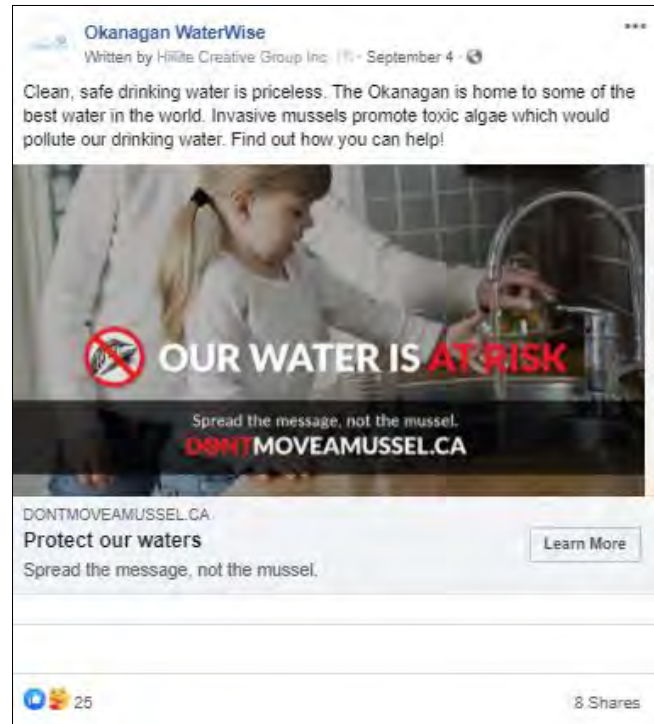 Okanagan WaterWise
Written by Hilite Creative Group Inc · September 4 ·
Clean, safe drinking water is priceless. The Okanagan is home to some of the
best water in the world. Invasive mussels promote toxic algae which would
pollute our drinking water. Find out how you can help!
OUR WATER IS AT RISK
Spread the message, not the mussel.
DONTMOVEAMUSSEL.CA
DONTMOVEAMUSSEL.CA
Protect our waters
Learn More
Spread the message, not the mussel.
25
8 Shares